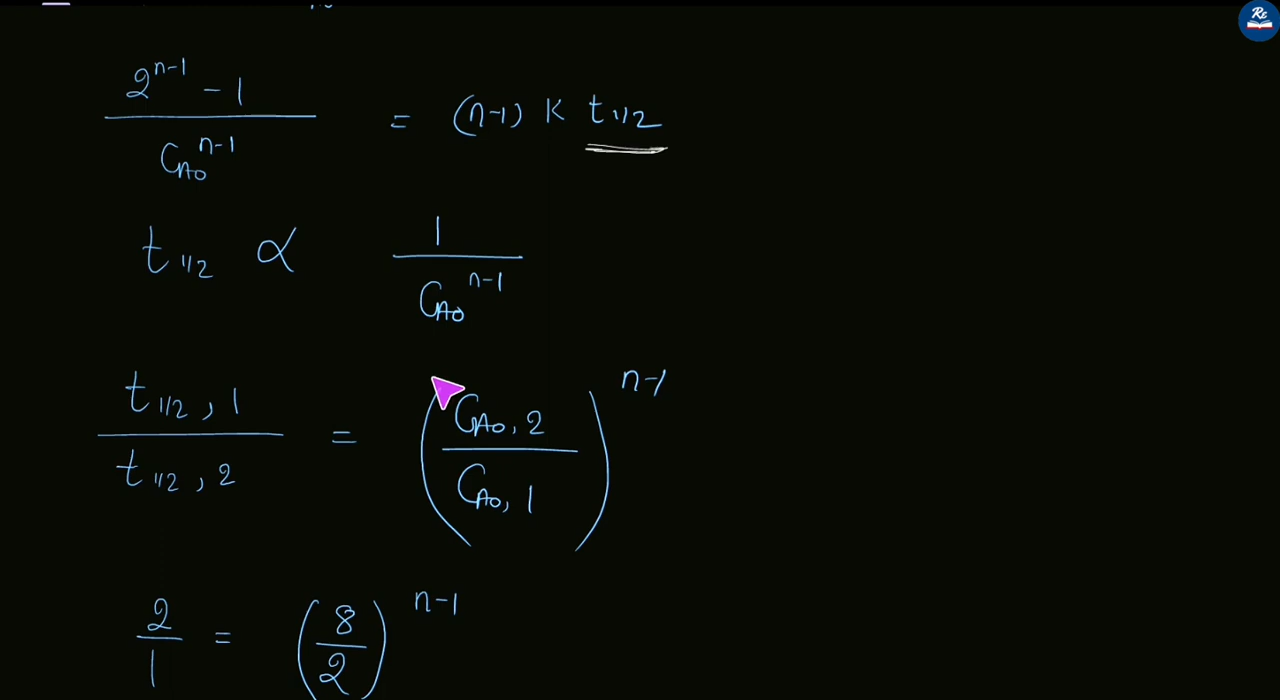 2^{n-1} - 1 / C_{A0}^{n-1} = (n-1) K t_{1/2}
t_{1/2} ∝ 1 / C_{A0}^{n-1}
t_{1/2, 1} / t_{1/2, 2} = (C_{A0, 2} / C_{A0, 1})^{n-1}
2 / 1 = (8 / 2)^{n-1}